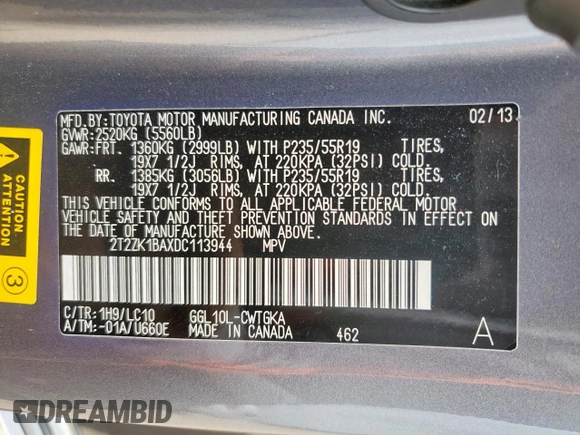 MFD.BY:TOYOTA MOTOR MANUFACTURING CANADA INC. 02/13
GVWR:2520KG (5560LB)
GAWR:FRT. 1360KG (2999LB) WITH P235/55R19 TIRES,
19X7 1/2J RIMS, AT 220KPA (32PSI) COLD.
RR. 1385KG (3056LB) WITH P235/55R19 TIRES,
19X7 1/2J RIMS, AT 220KPA (32PSI) COLD.
THIS VEHICLE CONFORMS TO ALL APPLICABLE FEDERAL MOTOR
VEHICLE SAFETY AND THEFT PREVENTION STANDARDS IN EFFECT ON
THE DATE OF MANUFACTURE SHOWN ABOVE.
2T2ZK1BAXDC113944 MPV
C/TR:1H9/LC10 GGL10L-CWTGKA
A/TM:-01A/U660E MADE IN CANADA 462 A
3
DREAMBID